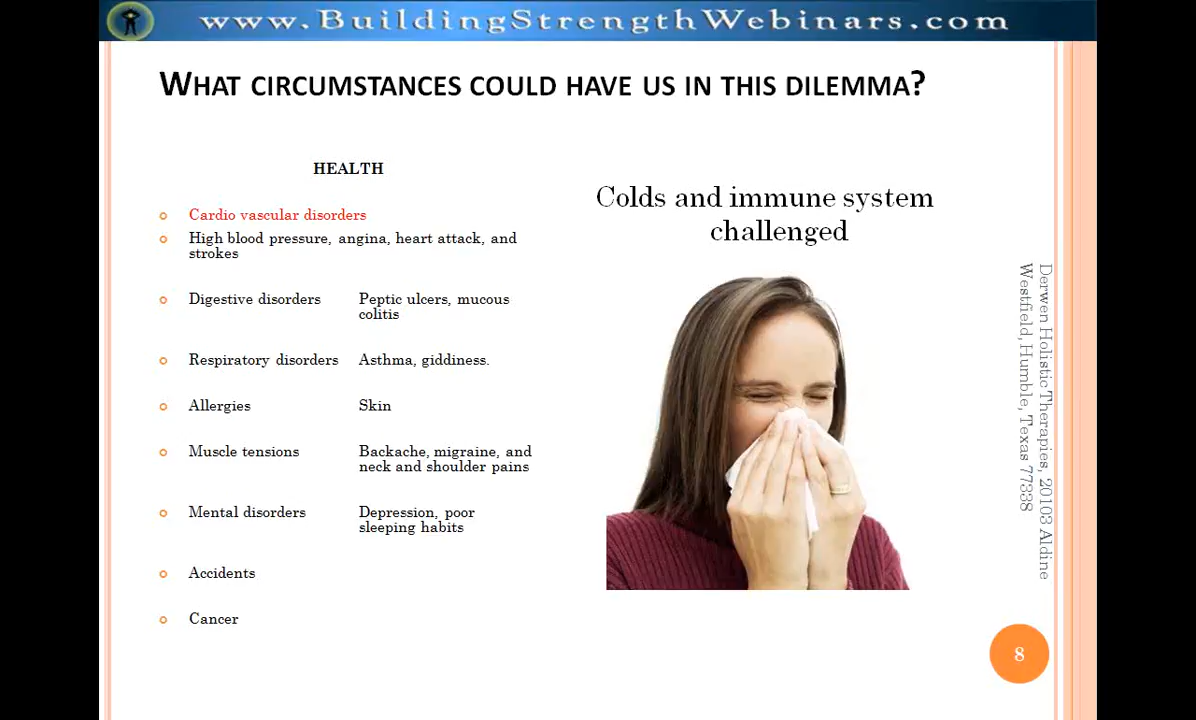 www.BuildingStrengthWebinars.com
WHAT CIRCUMSTANCES COULD HAVE US IN THIS DILEMMA?
HEALTH
Cardio vascular disorders
High blood pressure, angina, heart attack, and
strokes
Digestive disorders Peptic ulcers, mucous
colitis
Respiratory disorders Asthma, giddiness.
Allergies Skin
Muscle tensions Backache, migraine, and
neck and shoulder pains
Mental disorders Depression, poor
sleeping habits
Accidents
Cancer
Colds and immune system
challenged
Derwen Holistic Therapies, 20103 Aldine
Westfield, Humble, Texas 77338
8